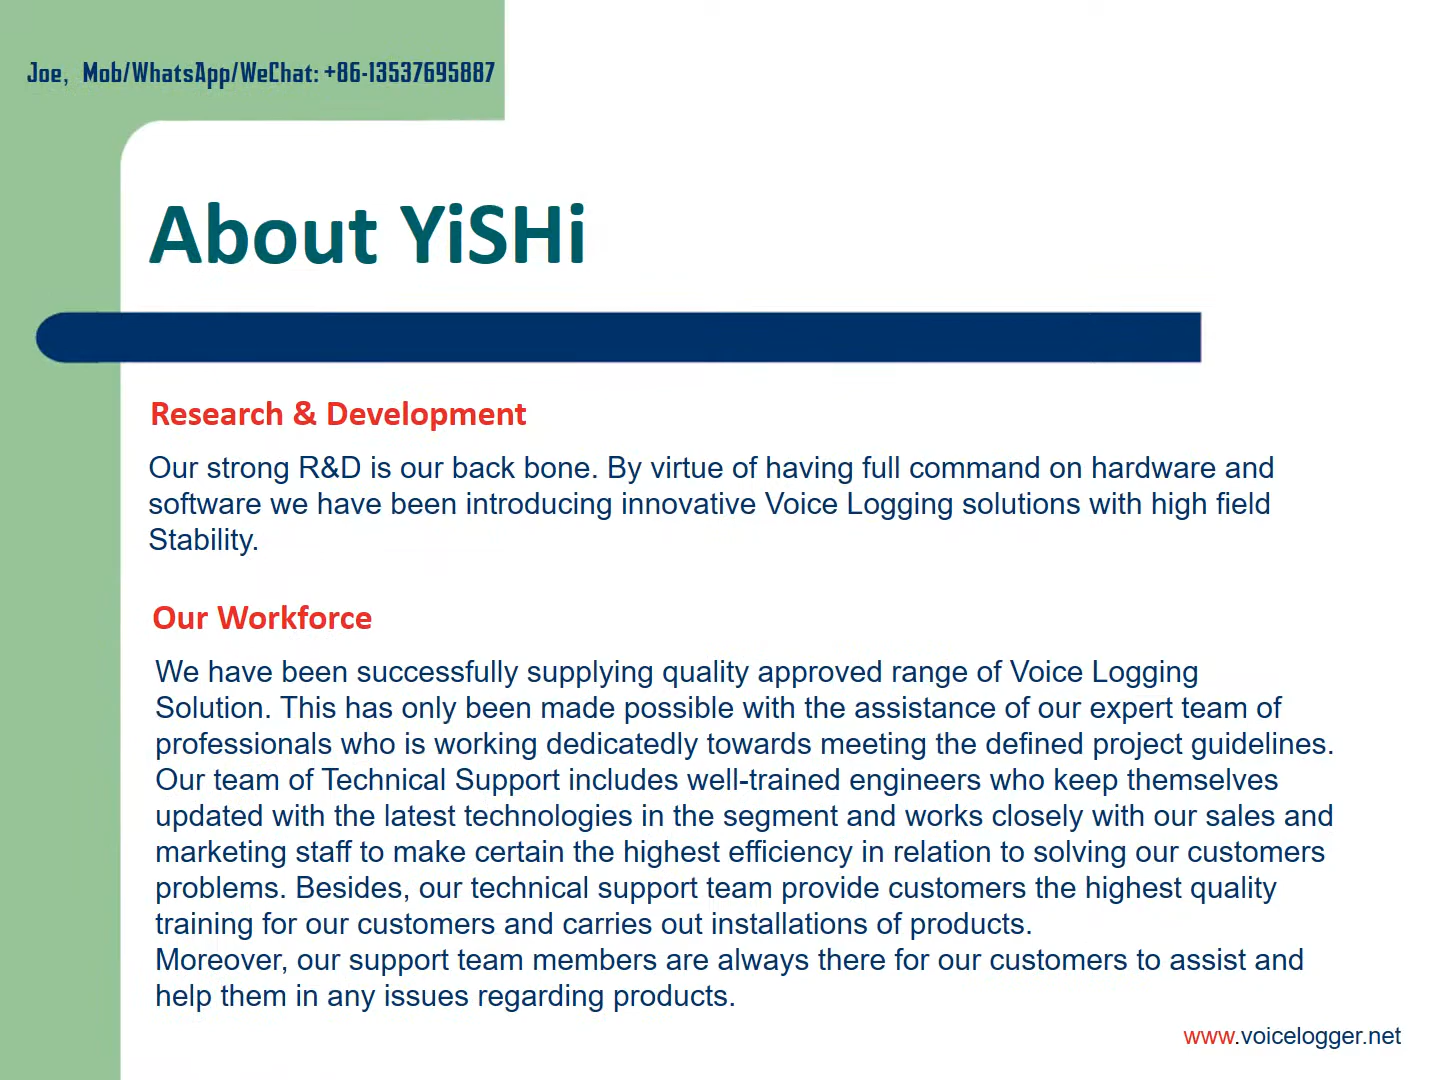 Joe, Mob/WhatsApp/WeChat: +86-13537695887
About YiSHi
Research & Development
Our strong R&D is our back bone. By virtue of having full command on hardware and
software we have been introducing innovative Voice Logging solutions with high field
Stability.
Our Workforce
We have been successfully supplying quality approved range of Voice Logging
Solution. This has only been made possible with the assistance of our expert team of
professionals who is working dedicatedly towards meeting the defined project guidelines.
Our team of Technical Support includes well-trained engineers who keep themselves
updated with the latest technologies in the segment and works closely with our sales and
marketing staff to make certain the highest efficiency in relation to solving our customers
problems. Besides, our technical support team provide customers the highest quality
training for our customers and carries out installations of products.
Moreover, our support team members are always there for our customers to assist and
help them in any issues regarding products.
www.voicelogger.net